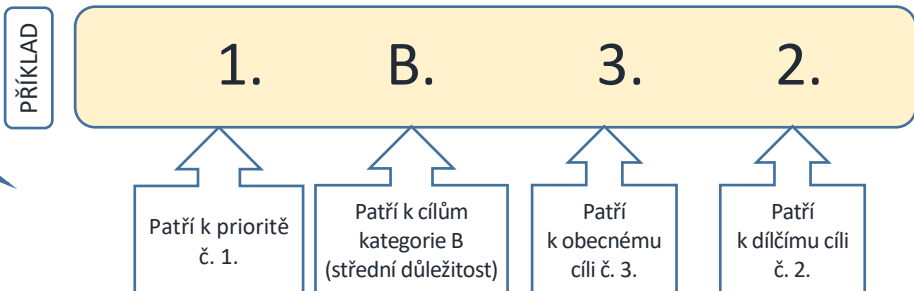 PŘÍKLAD
1. B. 3. 2.
Patří k prioritě
č. 1.
Patří k cílům
kategorie B
(střední důležitost)
Patří
k obecnému
cíli č. 3.
Patří
k dílčímu cíli
č. 2.